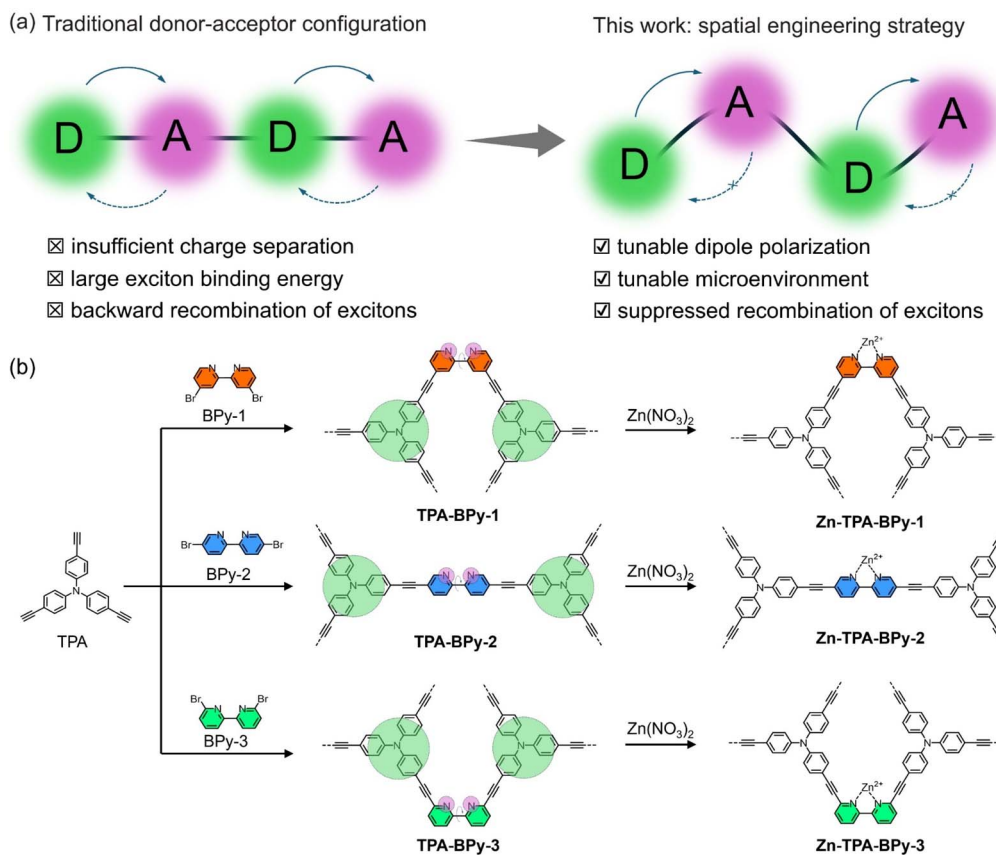 (a) Traditional donor-acceptor configuration
This work: spatial engineering strategy
D A D A
D A D A
☒ insufficient charge separation
☒ large exciton binding energy
☒ backward recombination of excitons
☑ tunable dipole polarization
☑ tunable microenvironment
☑ suppressed recombination of excitons
(b)
N N
Br Br
BPy-1
N N
N N
TPA-BPy-1
Zn(NO₃)₂
Zn²⁺
N N
N N
Zn-TPA-BPy-1
N
TPA
N N
Br Br
BPy-2
N N N N
TPA-BPy-2
Zn(NO₃)₂
Zn²⁺
N N N N
Zn-TPA-BPy-2
Br Br
N N
BPy-3
N N
N N
TPA-BPy-3
Zn(NO₃)₂
N N
Zn²⁺
N N
Zn-TPA-BPy-3